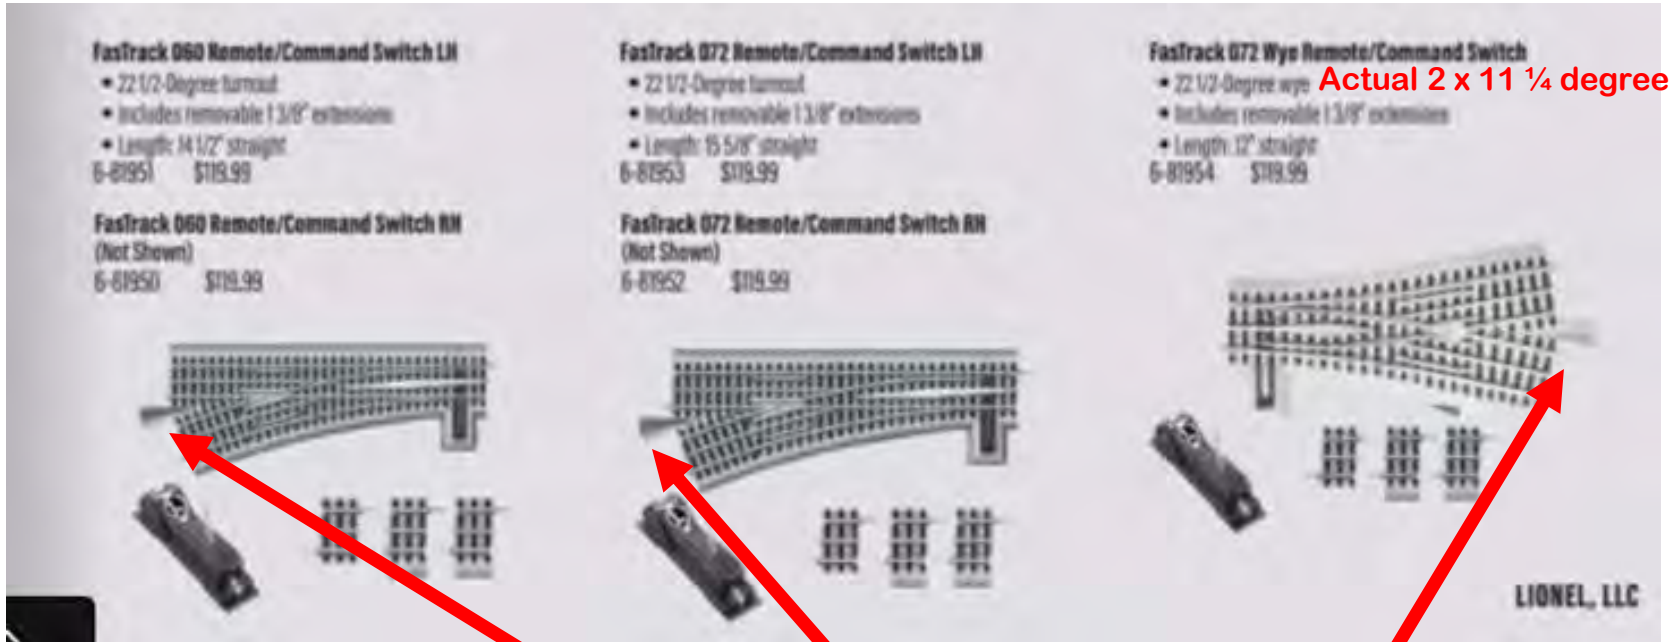 FasTrack O60 Remote/Command Switch LH
• 22 1/2-Degree turnout
• Includes removable 1 3/8" extensions
• Length: 14 1/2" straight
6-81951 $119.99
FasTrack O60 Remote/Command Switch RH
(Not Shown)
6-81950 $119.99
FasTrack O72 Remote/Command Switch LH
• 22 1/2-Degree turnout
• Includes removable 1 3/8" extensions
• Length: 15 5/8" straight
6-81953 $119.99
FasTrack O72 Remote/Command Switch RH
(Not Shown)
6-81952 $119.99
FasTrack O72 Wye Remote/Command Switch
• 22 1/2-Degree wye Actual 2 x 11 ¼ degree
• Includes removable 1 3/8" extensions
• Length: 12" straight
6-81954 $119.99
LIONEL, LLC